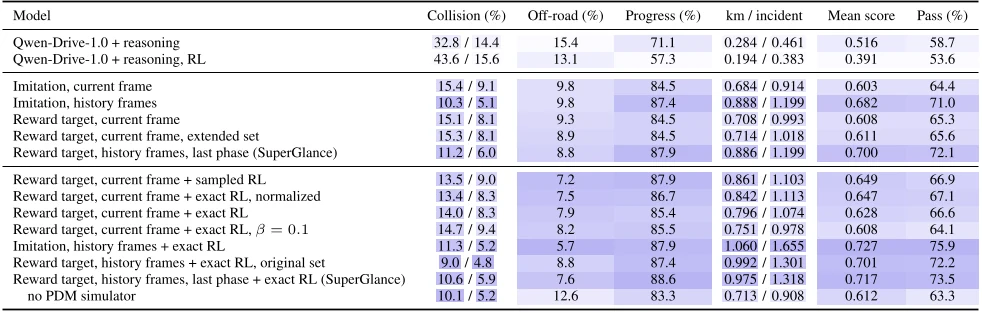 Model Collision (%) Off-road (%) Progress (%) km / incident Mean score Pass (%)
Qwen-Drive-1.0 + reasoning 32.8 / 14.4 15.4 71.1 0.284 / 0.461 0.516 58.7
Qwen-Drive-1.0 + reasoning, RL 43.6 / 15.6 13.1 57.3 0.194 / 0.383 0.391 53.6
Imitation, current frame 15.4 / 9.1 9.8 84.5 0.684 / 0.914 0.603 64.4
Imitation, history frames 10.3 / 5.1 9.8 87.4 0.888 / 1.199 0.682 71.0
Reward target, current frame 15.1 / 8.1 9.3 84.5 0.708 / 0.993 0.608 65.3
Reward target, current frame, extended set 15.3 / 8.1 8.9 84.5 0.714 / 1.018 0.611 65.6
Reward target, history frames, last phase (SuperGlance) 11.2 / 6.0 8.8 87.9 0.886 / 1.199 0.700 72.1
Reward target, current frame + sampled RL 13.5 / 9.0 7.2 87.9 0.861 / 1.103 0.649 66.9
Reward target, current frame + exact RL, normalized 13.4 / 8.3 7.5 86.7 0.842 / 1.113 0.647 67.1
Reward target, current frame + exact RL 14.0 / 8.3 7.9 85.4 0.796 / 1.074 0.628 66.6
Reward target, current frame + exact RL, β = 0.1 14.7 / 9.4 8.2 85.5 0.751 / 0.978 0.608 64.1
Imitation, history frames + exact RL 11.3 / 5.2 5.7 87.9 1.060 / 1.655 0.727 75.9
Reward target, history frames + exact RL, original set 9.0 / 4.8 8.8 87.4 0.992 / 1.301 0.701 72.2
Reward target, history frames, last phase + exact RL (SuperGlance) 10.6 / 5.9 7.6 88.6 0.975 / 1.318 0.717 73.5
no PDM simulator 10.1 / 5.2 12.6 83.3 0.713 / 0.908 0.612 63.3